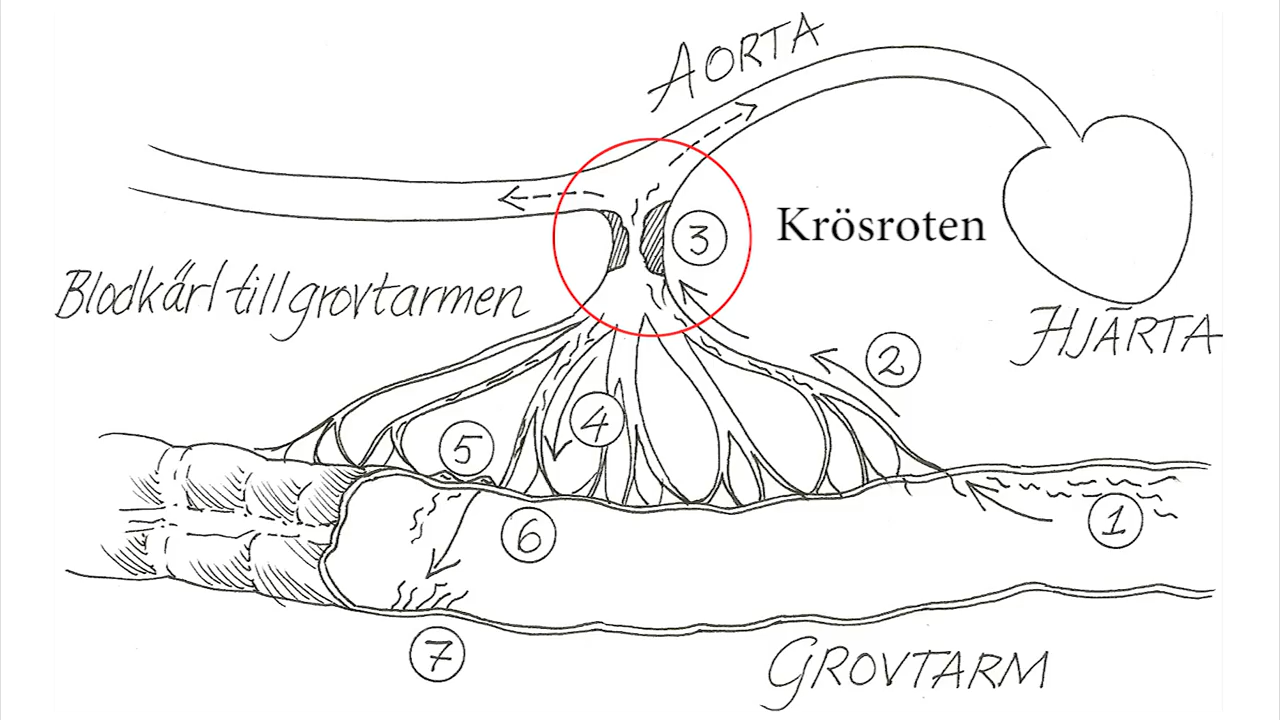 AORTA
3
Krösroten
Blodkärl till grovtarmen
HJÄRTA
2
4
5
1
6
7
GROVTARM